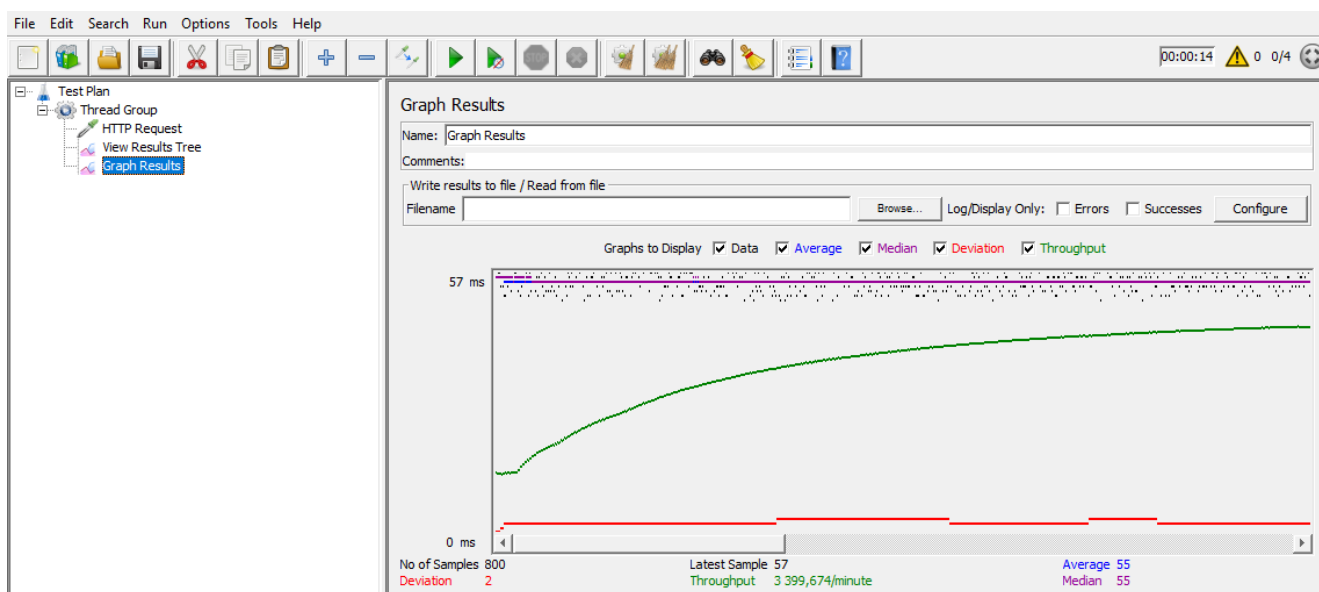 File Edit Search Run Options Tools Help
00:00:14 0 0/4
Test Plan
Thread Group
HTTP Request
View Results Tree
Graph Results
Graph Results
Name: Graph Results
Comments:
Write results to file / Read from file
Filename Browse... Log/Display Only: Errors Successes Configure
Graphs to Display Data Average Median Deviation Throughput
57 ms
0 ms
No of Samples 800 Latest Sample 57 Average 55
Deviation 2 Throughput 3 399,674/minute Median 55